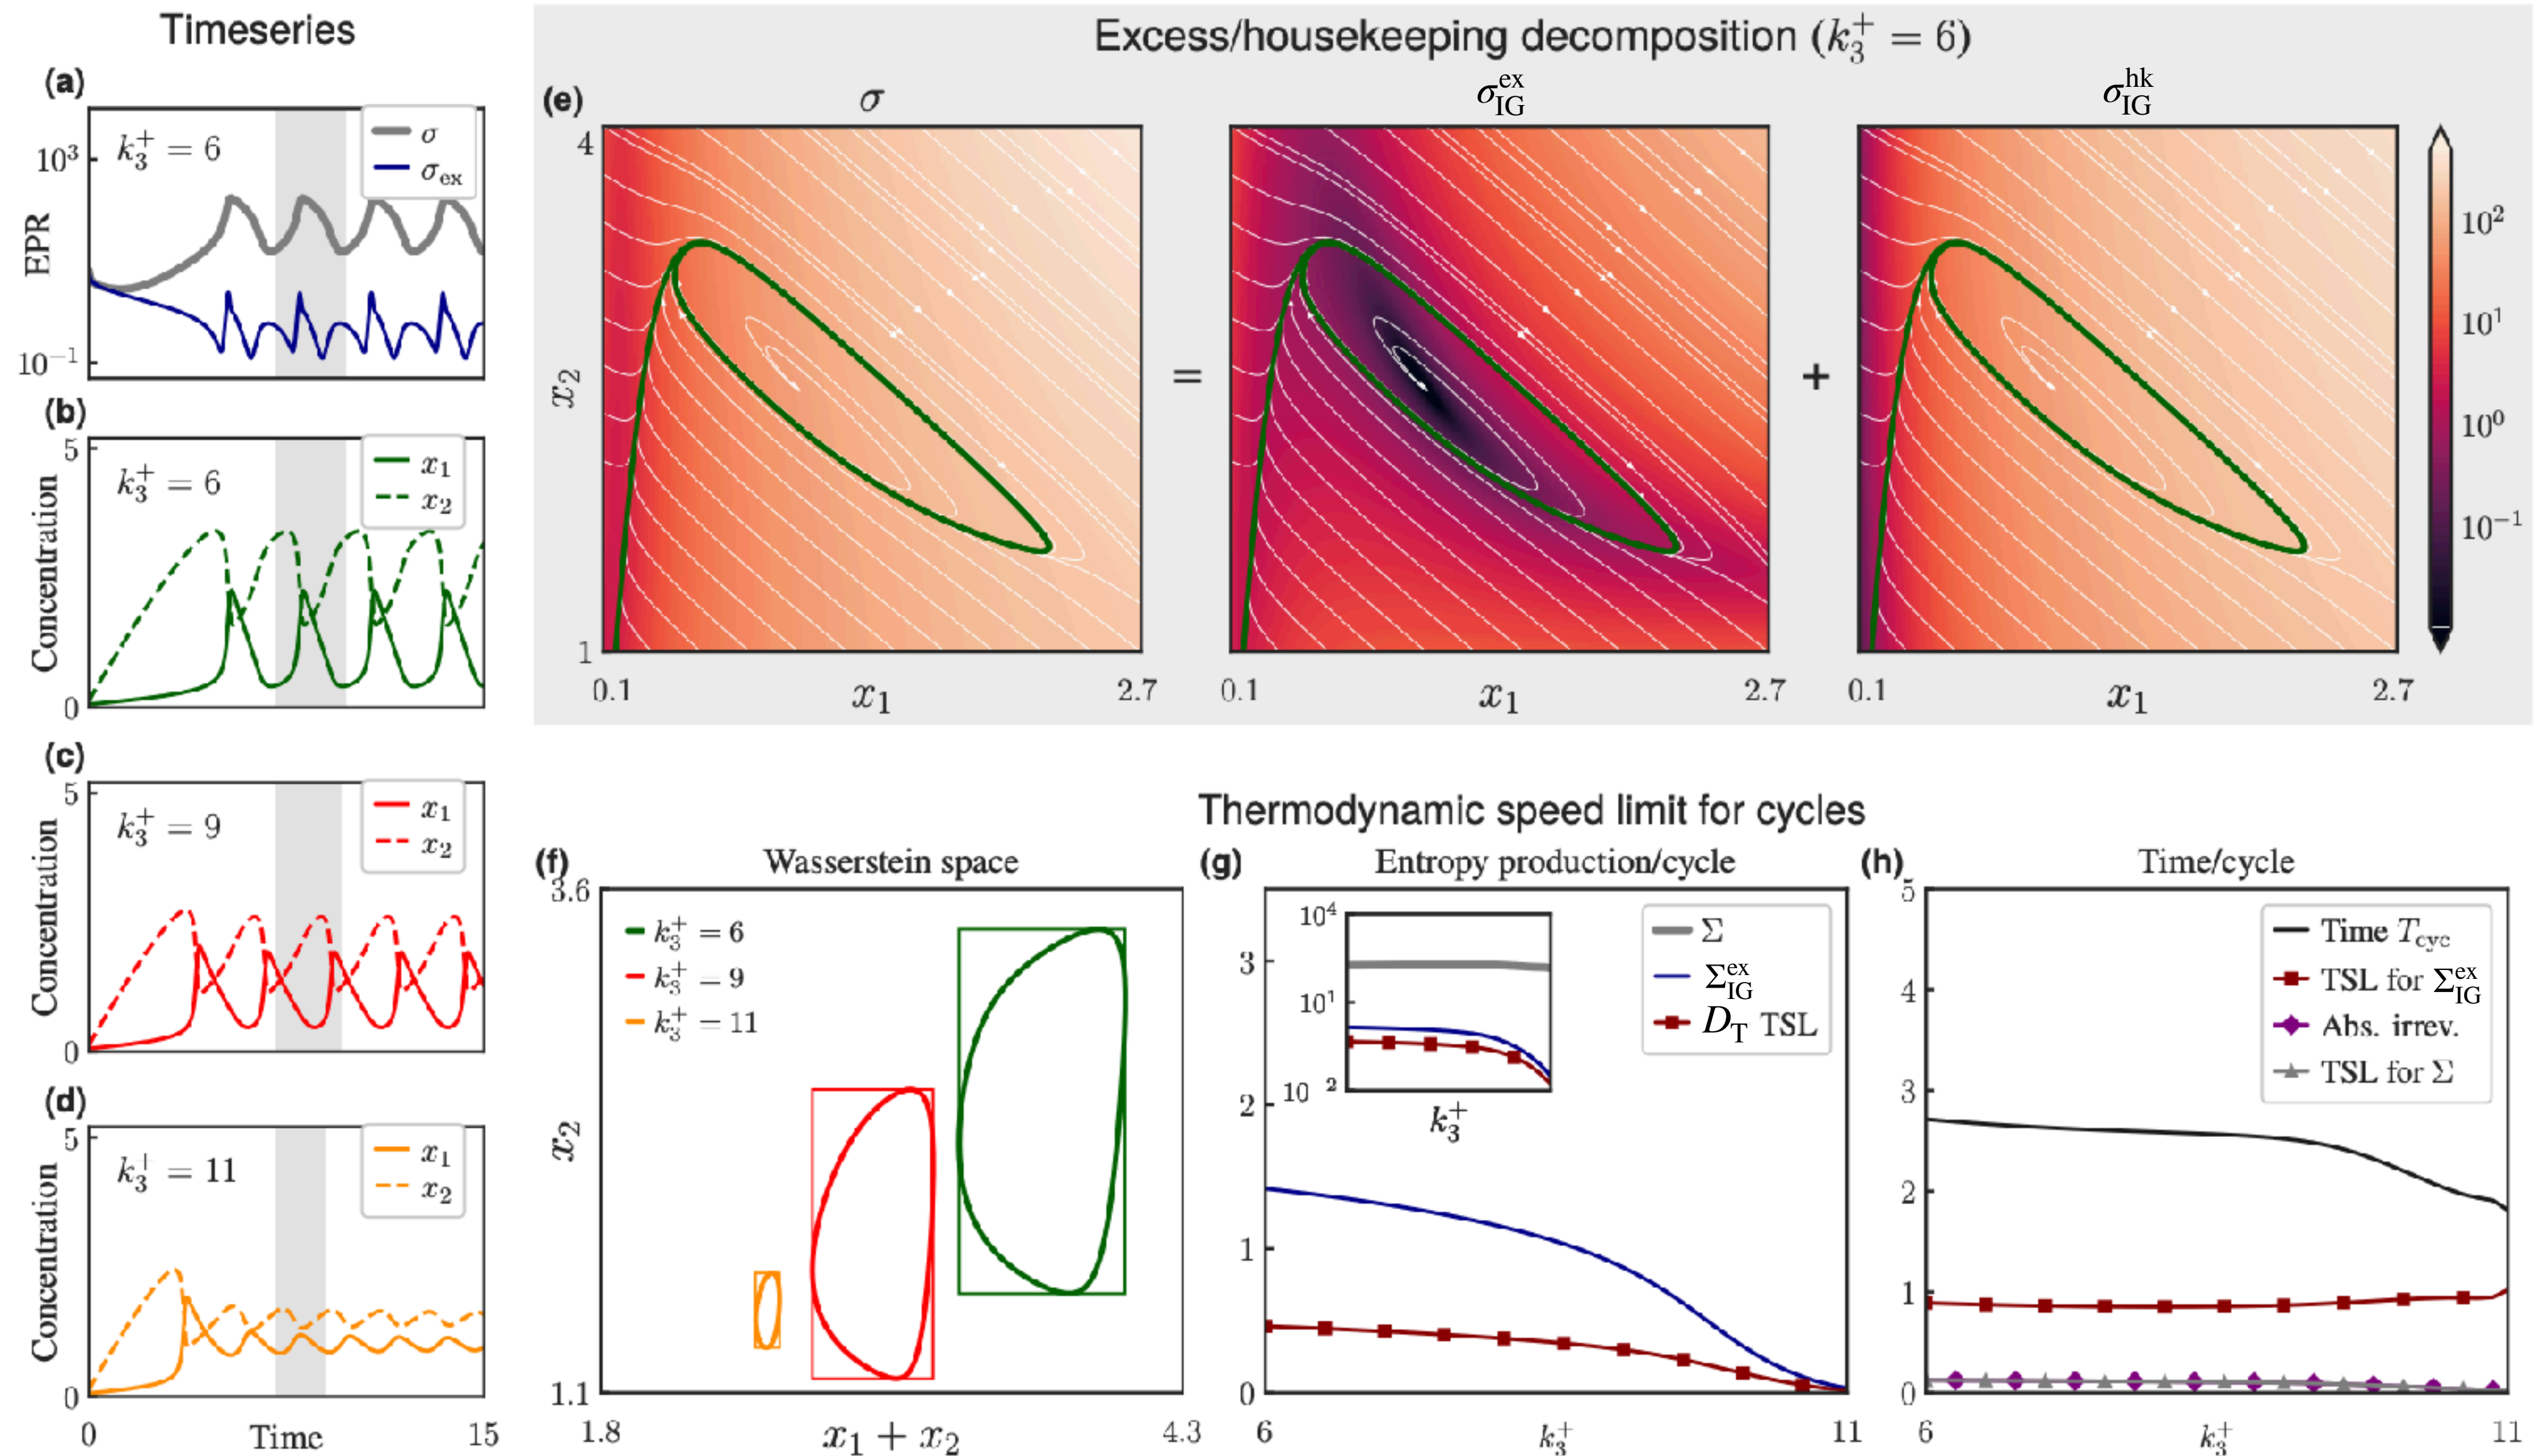 Timeseries
(a)
k₃⁺ = 6
σ
σ_ex
10³
10⁻¹
EPR
(b)
k₃⁺ = 6
x₁
x₂
5
0
Concentration
(c)
k₃⁺ = 9
x₁
x₂
5
0
Concentration
(d)
k₃⁺ = 11
x₁
x₂
5
0
Concentration
0
Time
15
Excess/housekeeping decomposition (k₃⁺ = 6)
(e)
σ
σ_IG^ex
σ_IG^hk
4
x₂
1
=
+
0.1
x₁
2.7
0.1
x₁
2.7
0.1
x₁
2.7
10²
10¹
10⁰
10⁻¹
Thermodynamic speed limit for cycles
(f)
Wasserstein space
3.6
x₂
1.1
k₃⁺ = 6
k₃⁺ = 9
k₃⁺ = 11
1.8
x₁ + x₂
4.3
(g)
Entropy production/cycle
3
2
1
0
10⁴
10¹
10 ²
k₃⁺
Σ
Σ_IG^ex
D_T TSL
6
k₃⁺
11
(h)
Time/cycle
5
4
3
2
1
0
Time T_cyc
TSL for Σ_IG^ex
Abs. irrev.
TSL for Σ
6
k₃⁺
11